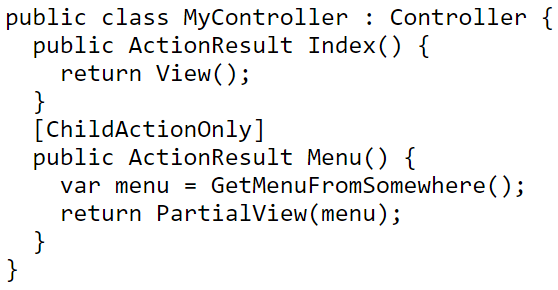 public class MyController : Controller {
  public ActionResult Index() {
    return View();
  }
  [ChildActionOnly]
  public ActionResult Menu() {
    var menu = GetMenuFromSomewhere();
    return PartialView(menu);
  }
}